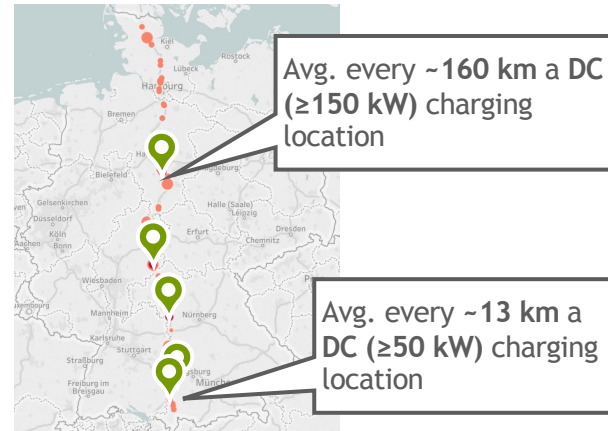 Kiel
Rostock
Lübeck
Bremen
Bielefeld
Gelsenkirchen
Düsseldorf
Köln
Bonn
Halle (Saale)
Leipzig
Erfurt
Dresden
Chemnitz
Wiesbaden
Mannheim
Nürnberg
Karlsruhe
Stuttgart
Straßburg
Freiburg im
Breisgau
Avg. every ~160 km a DC
(≥150 kW) charging
location
Avg. every ~13 km a
DC (≥50 kW) charging
location